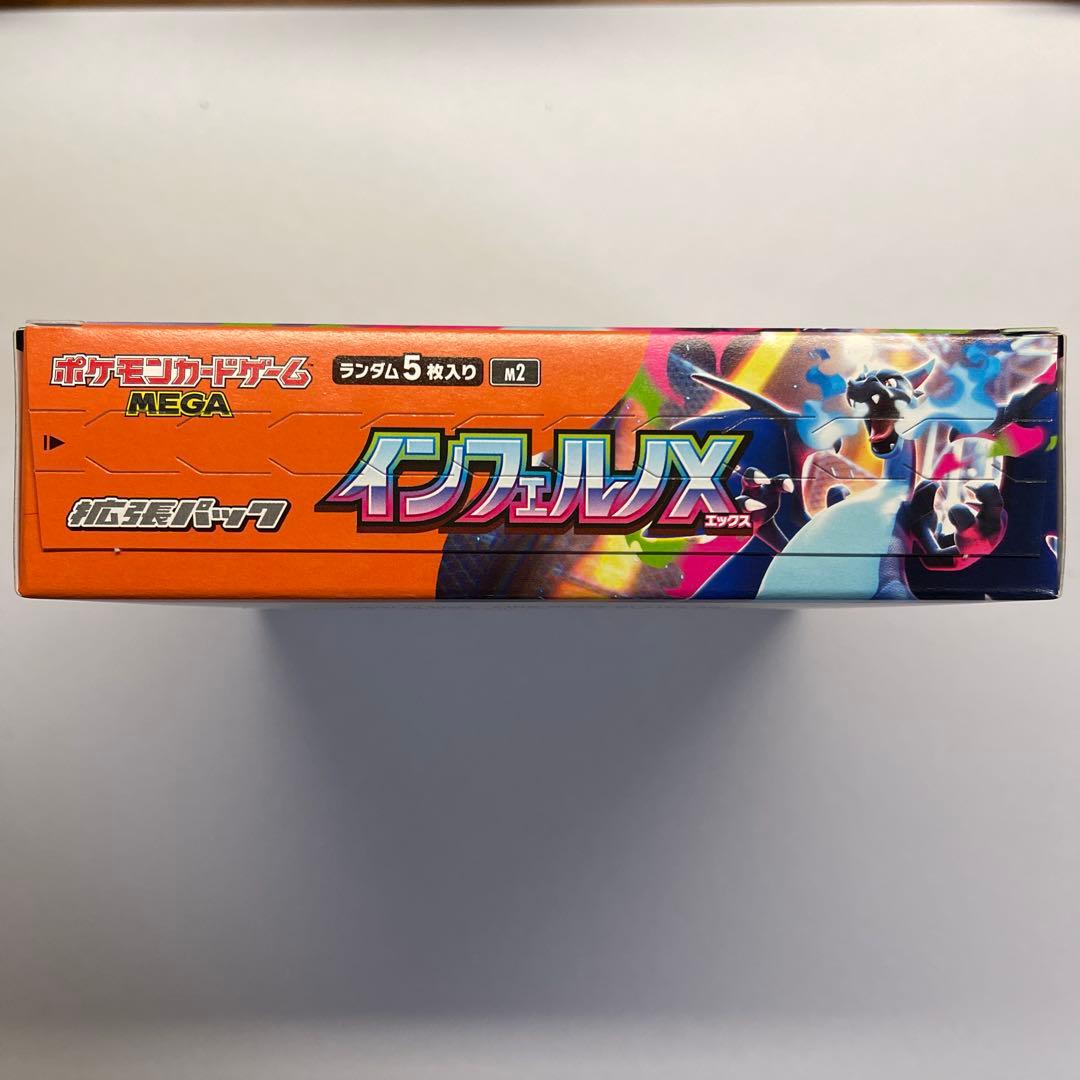 ポケモンカードゲーム
MEGA
ランダム5枚入り M2
インフェルノX
エックス
拡張パック